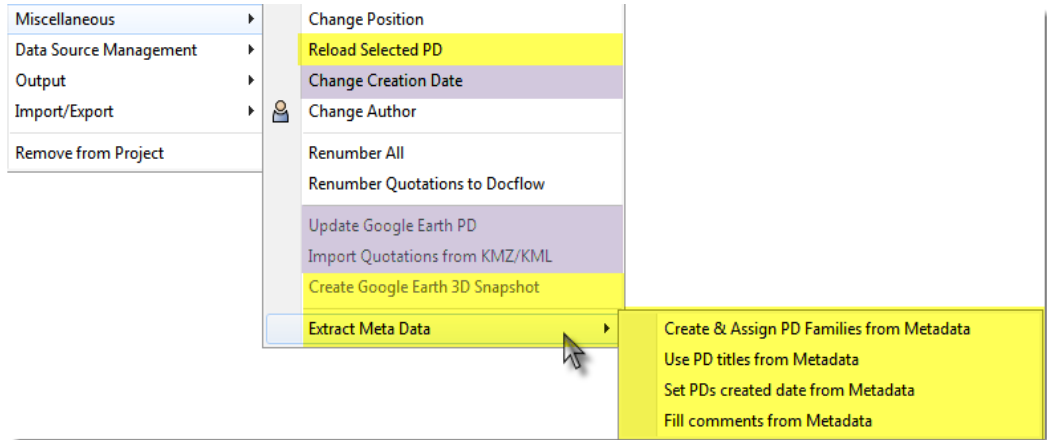 Miscellaneous
Data Source Management
Output
Import/Export
Remove from Project
Change Position
Reload Selected PD
Change Creation Date
Change Author
Renumber All
Renumber Quotations to Docflow
Update Google Earth PD
Import Quotations from KMZ/KML
Create Google Earth 3D Snapshot
Extract Meta Data
Create & Assign PD Families from Metadata
Use PD titles from Metadata
Set PDs created date from Metadata
Fill comments from Metadata